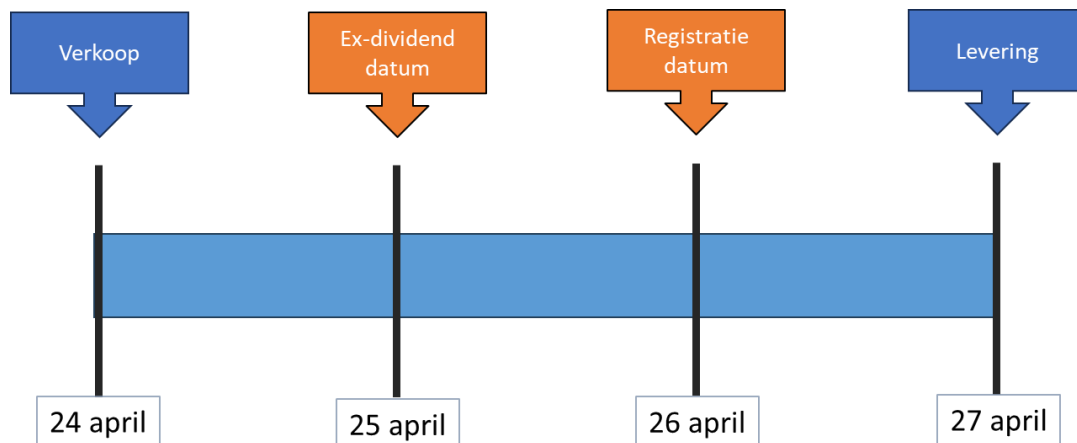 Verkoop
Ex-dividend
datum
Registratie
datum
Levering
24 april
25 april
26 april
27 april